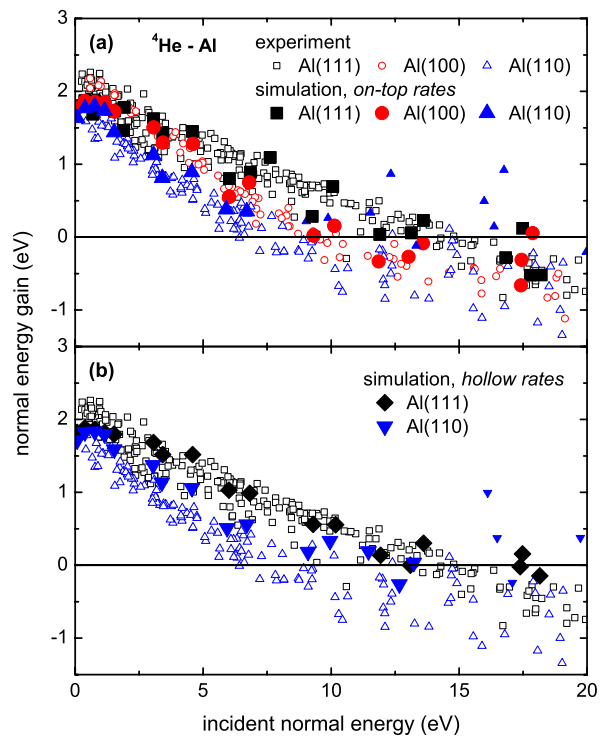 3
(a)
⁴He - Al
experiment
Al(111) Al(100) Al(110)
simulation, on-top rates
Al(111) Al(100) Al(110)
2
1
0
-1
3
(b)
simulation, hollow rates
Al(111)
Al(110)
2
1
0
-1
normal energy gain (eV)
0 5 10 15 20
incident normal energy (eV)